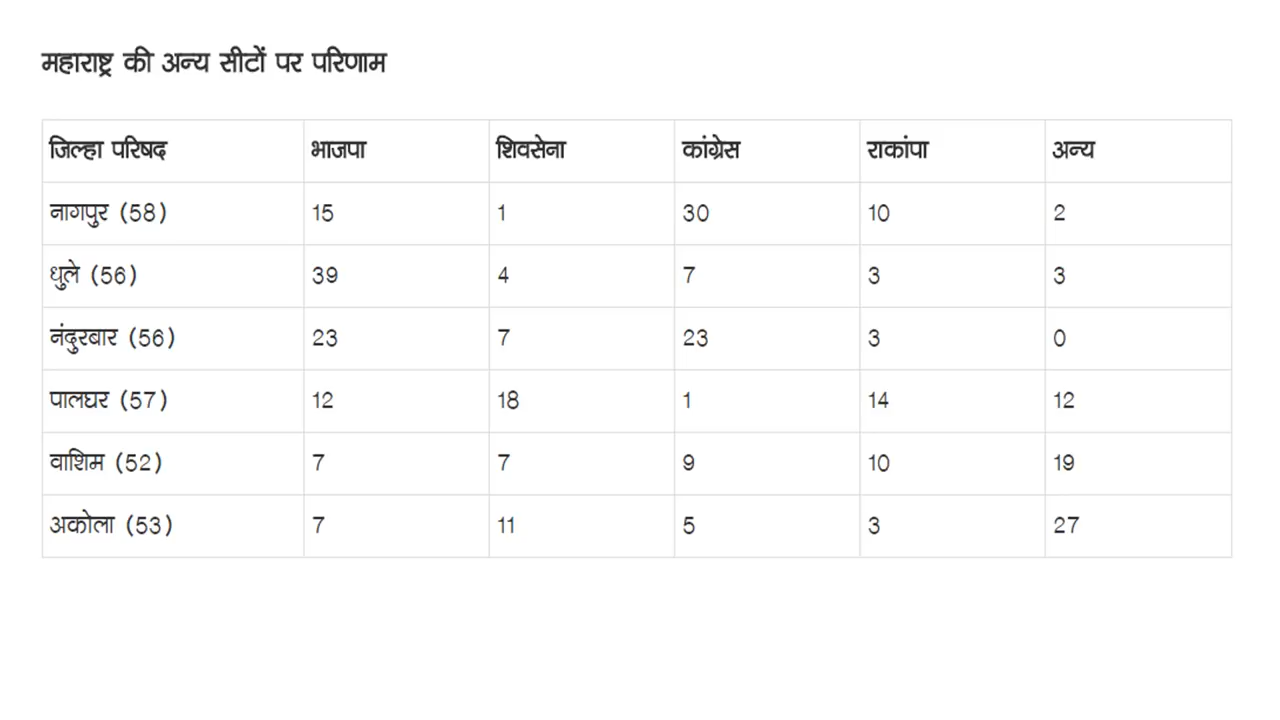 महाराष्ट्र की अन्य सीटों पर परिणाम
जिल्हा परिषद भाजपा शिवसेना कांग्रेस राकांपा अन्य
नागपुर (58) 15 1 30 10 2
धुले (56) 39 4 7 3 3
नंदुरबार (56) 23 7 23 3 0
पालघर (57) 12 18 1 14 12
वाशिम (52) 7 7 9 10 19
अकोला (53) 7 11 5 3 27